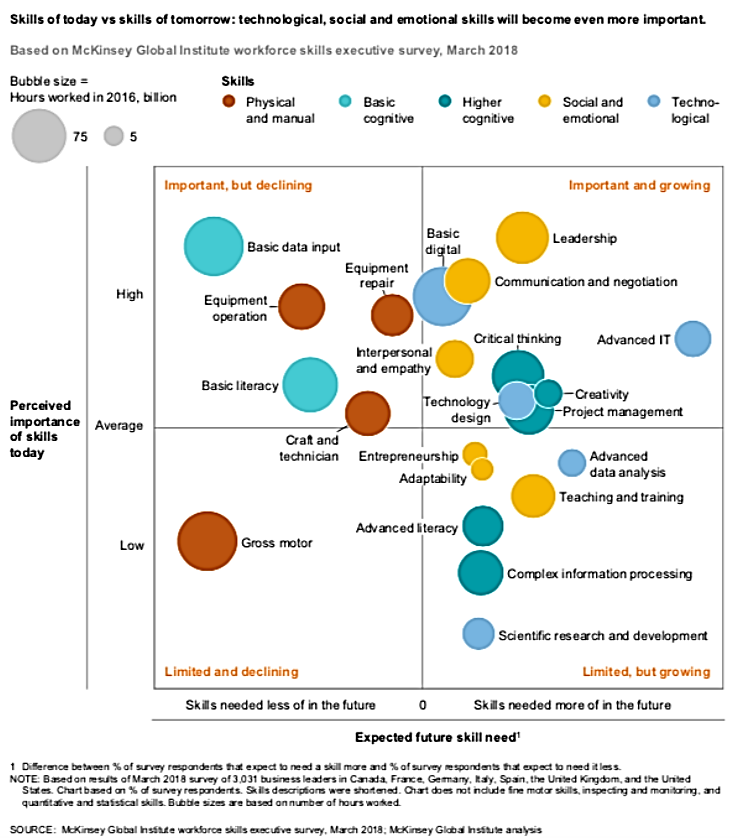 Skills of today vs skills of tomorrow: technological, social and emotional skills will become even more important.
Based on McKinsey Global Institute workforce skills executive survey, March 2018
Bubble size =
Hours worked in 2016, billion
75
5
Skills
Physical
and manual
Basic
cognitive
Higher
cognitive
Social and
emotional
Techno-
logical
Important, but declining
Important and growing
Basic data input
Basic
digital
Leadership
Equipment
repair
Communication and negotiation
High
Equipment
operation
Critical thinking
Advanced IT
Interpersonal
and empathy
Basic literacy
Creativity
Technology
design
Project management
Perceived
importance
of skills
today
Average
Craft and
technician
Entrepreneurship
Advanced
data analysis
Adaptability
Teaching and training
Advanced literacy
Low
Gross motor
Complex information processing
Scientific research and development
Limited and declining
Limited, but growing
Skills needed less of in the future
0
Skills needed more of in the future
Expected future skill need¹
1 Difference between % of survey respondents that expect to need a skill more and % of survey respondents that expect to need it less.
NOTE: Based on results of March 2018 survey of 3,031 business leaders in Canada, France, Germany, Italy, Spain, the United Kingdom, and the United
States. Chart based on % of survey respondents. Skills descriptions were shortened. Chart does not include fine motor skills, inspecting and monitoring, and
quantitative and statistical skills. Bubble sizes are based on number of hours worked.
SOURCE: McKinsey Global Institute workforce skills executive survey, March 2018; McKinsey Global Institute analysis